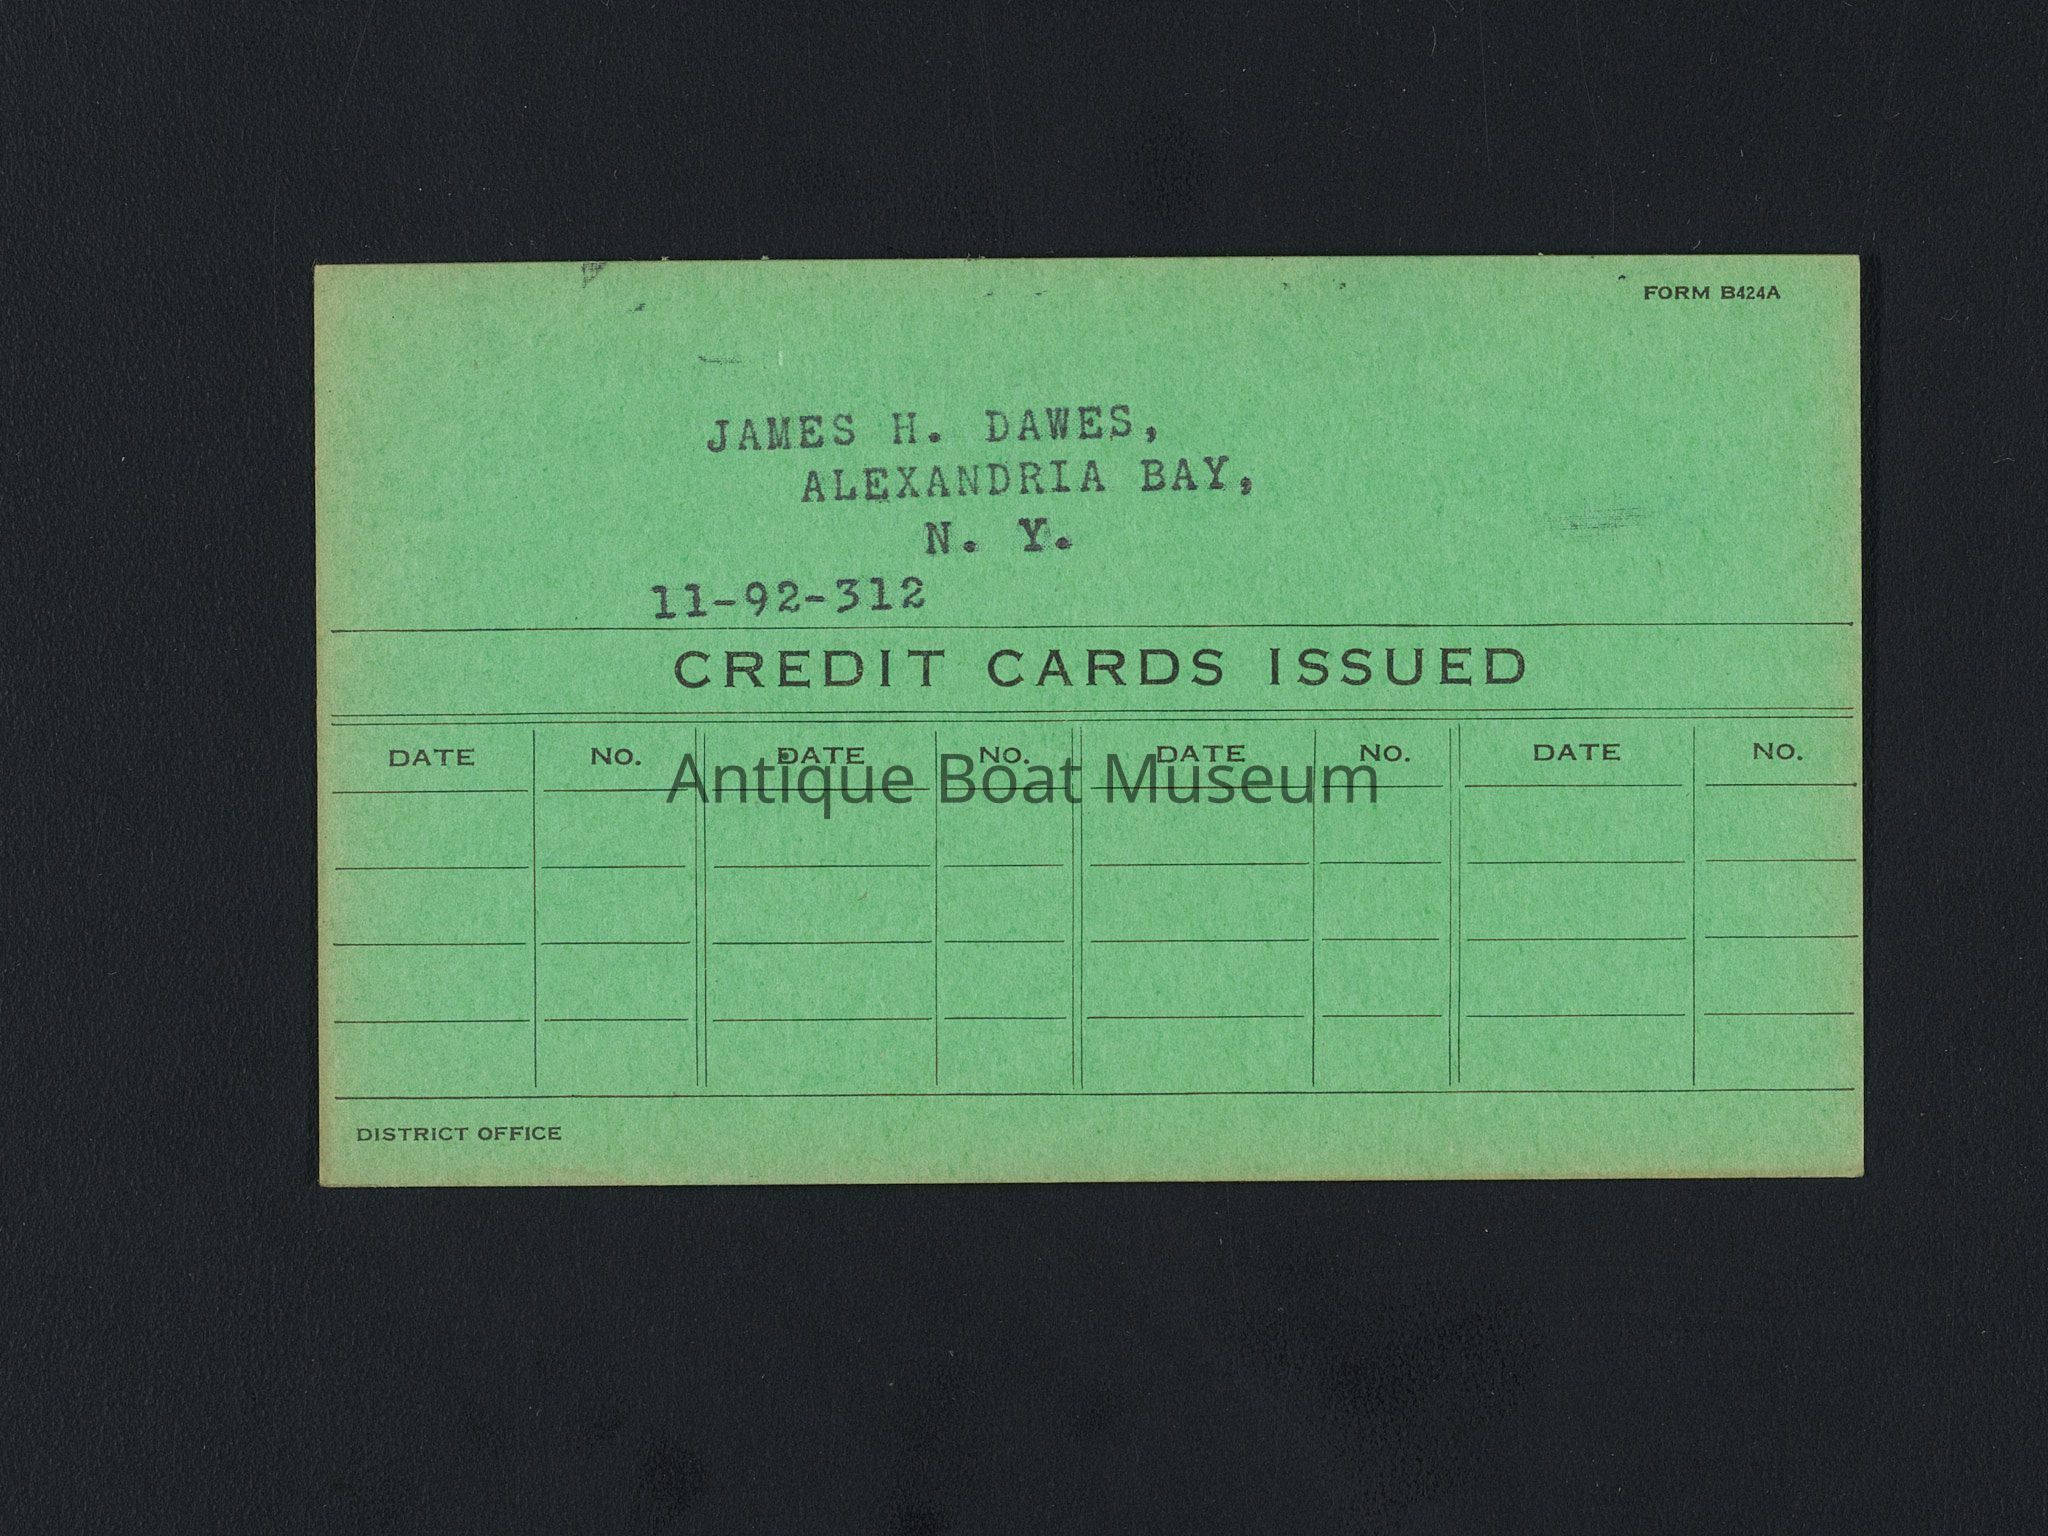 FORM B424A
JAMES H. DAWES,
ALEXANDRIA BAY,
N. Y.
11-92-312
CREDIT CARDS ISSUED
DATE NO. DATE NO. DATE NO. DATE NO.
Antique Boat Museum
DISTRICT OFFICE